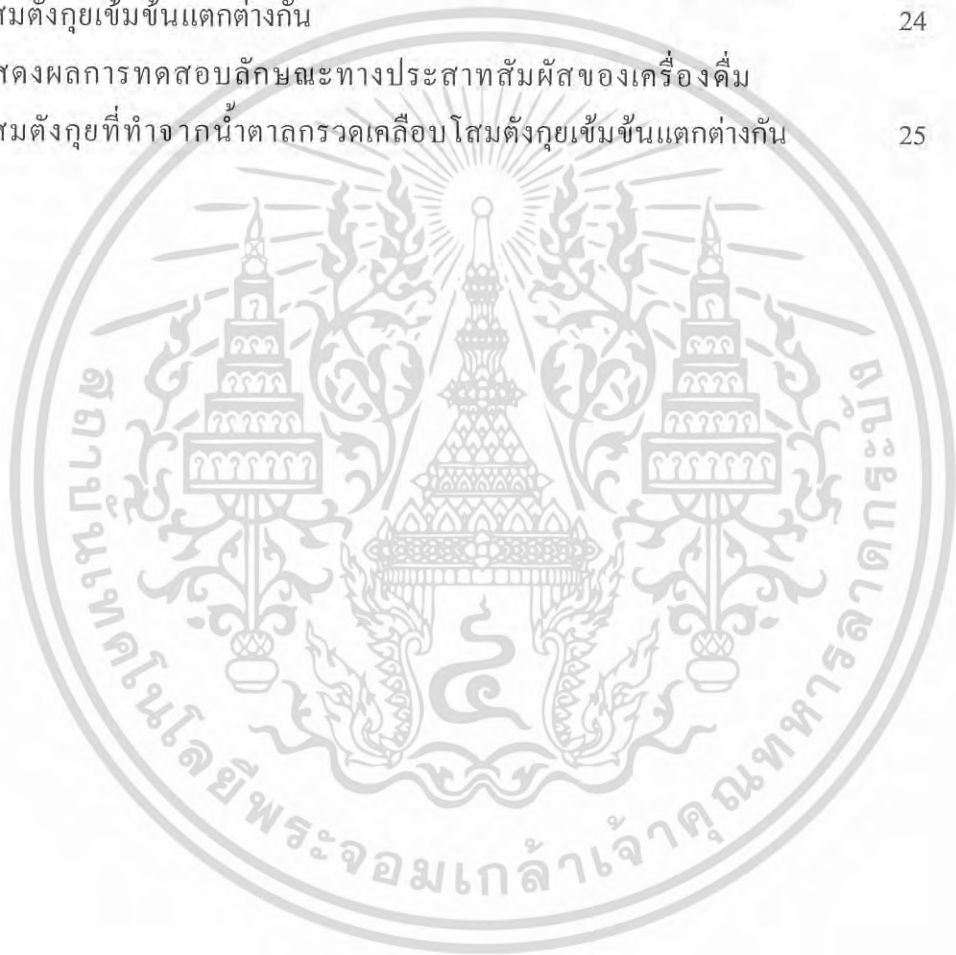 สมตังกุยเข้มข้นแตกต่างกัน 24
สดงผลการทดสอบลักษณะทางประสาทสัมผัสของเครื่องดื่ม
สมตังกุยที่ทำจากน้ำตาลกรวดเคลือบโสมตังกุยเข้มข้นแตกต่างกัน 25
สถาบันเทคโนโลยีพระจอมเกล้าเจ้าคุณทหารลาดกระบัง
๔